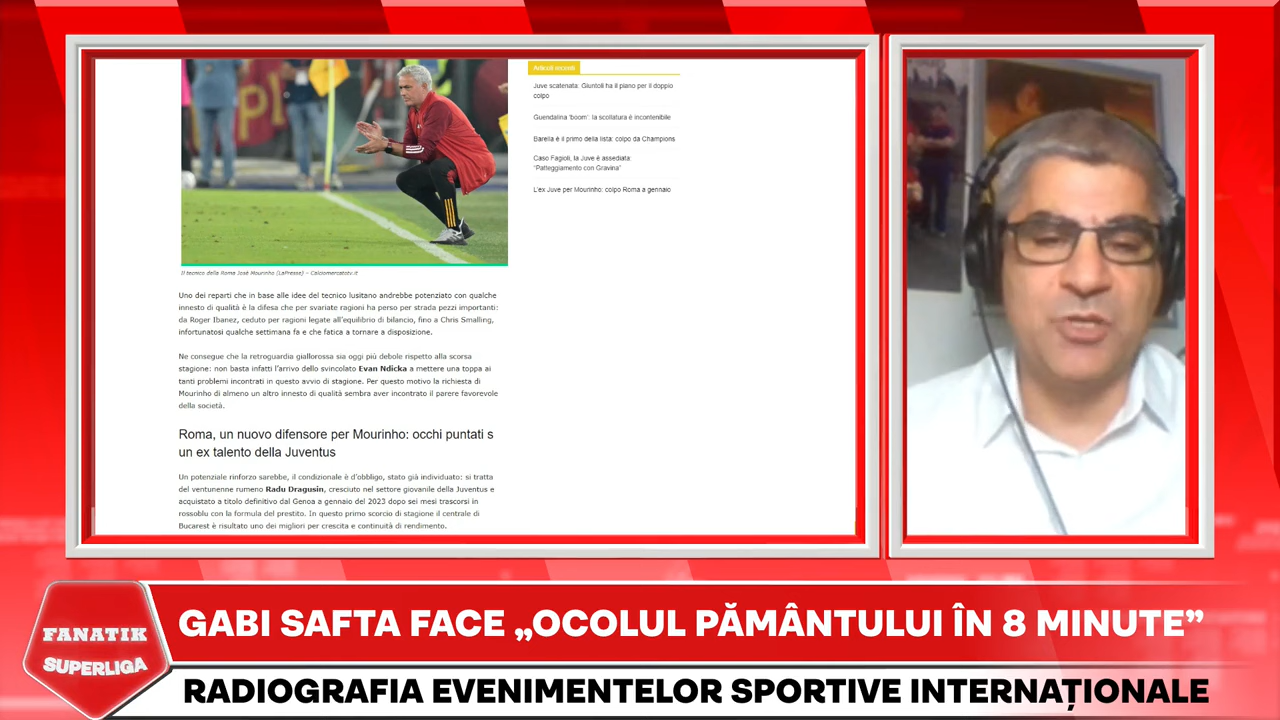 Il tecnico della Roma José Mourinho (LaPresse) – Calciomercatotv.it
Uno dei reparti che in base alle idee del tecnico lusitano andrebbe potenziato con qualche
innesto di qualità è la difesa che per svariate ragioni ha perso per strada pezzi importanti:
da Roger Ibanez, ceduto per ragioni legate all'equilibrio di bilancio, fino a Chris Smalling,
infortunatosi qualche settimana fa e che fatica a tornare a disposizione.
Ne consegue che la retroguardia giallorossa sia oggi più debole rispetto alla scorsa
stagione: non basta infatti l'arrivo dello svincolato Evan Ndicka a mettere una toppa ai
tanti problemi incontrati in questo avvio di stagione. Per questo motivo la richiesta di
Mourinho di almeno un altro innesto di qualità sembra aver incontrato il parere favorevole
della società.
Roma, un nuovo difensore per Mourinho: occhi puntati s
un ex talento della Juventus
Un potenziale rinforzo sarebbe, il condizionale è d'obbligo, stato già individuato: si tratta
del ventunenne rumeno Radu Dragusin, cresciuto nel settore giovanile della Juventus e
acquistato a titolo definitivo dal Genoa a gennaio del 2023 dopo sei mesi trascorsi in
rossoblu con la formula del prestito. In questo primo scorcio di stagione il centrale di
Bucarest è risultato uno dei migliori per crescita e continuità di rendimento.
Articoli recenti
Juve scatenata: Giuntoli ha il piano per il doppio
colpo
Guendalina 'boom': la scollatura è incontenibile
Barella è il primo della lista: colpo da Champions
Caso Fagioli, la Juve è assediata:
"Patteggiamento con Gravina"
L'ex Juve per Mourinho: colpo Roma a gennaio
FANATIK
SUPERLIGA
GABI SAFTA FACE „OCOLUL PĂMÂNTULUI ÎN 8 MINUTE”
RADIOGRAFIA EVENIMENTELOR SPORTIVE INTERNAȚIONALE